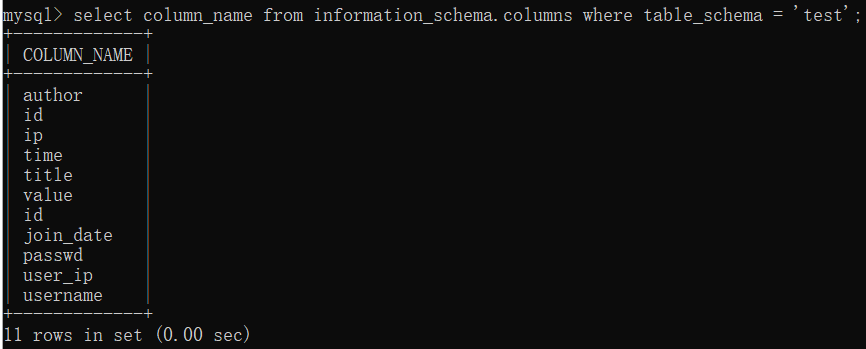 mysql> select column_name from information_schema.columns where table_schema = 'test';
+-------------+
| COLUMN_NAME |
+-------------+
| author      |
| id          |
| ip          |
| time        |
| title       |
| value       |
| id          |
| join_date   |
| passwd      |
| user_ip     |
| username    |
+-------------+
11 rows in set (0.00 sec)